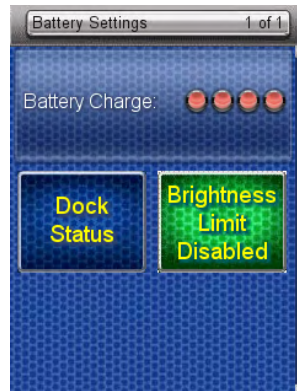 Battery Settings 1 of 1
Battery Charge:
Dock
Status
Brightness
Limit
Disabled